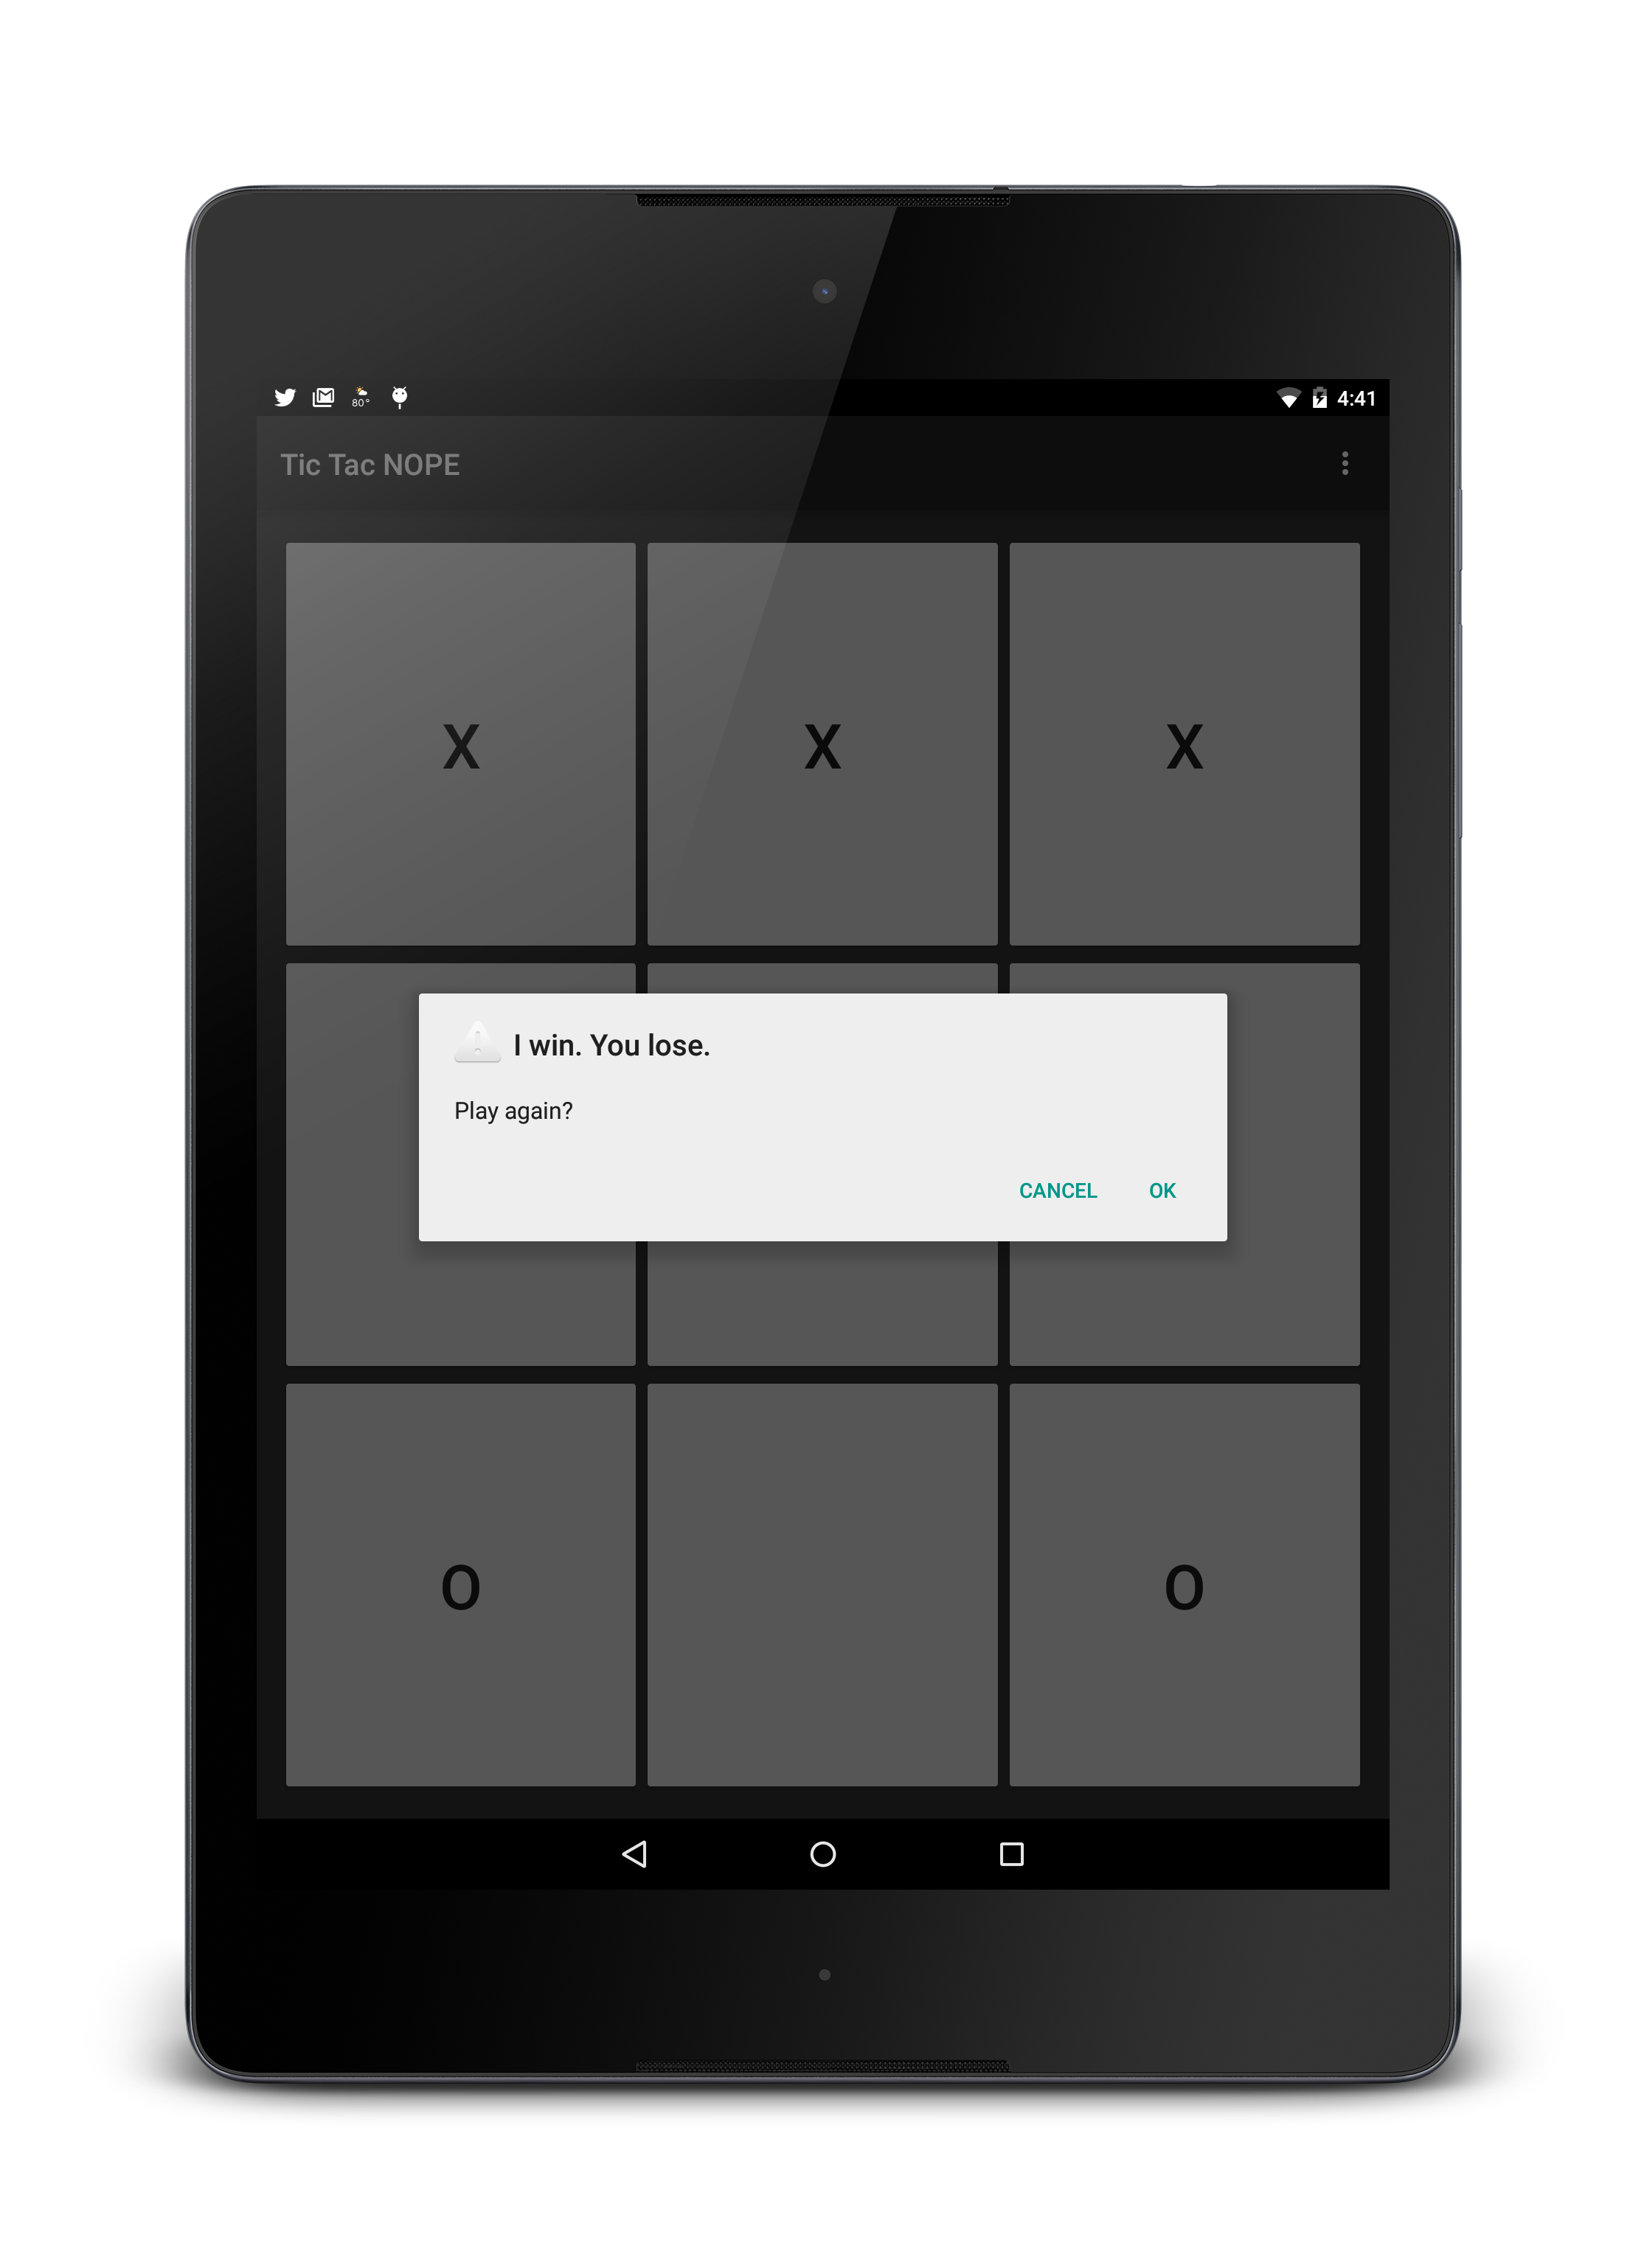 80°
4:41
Tic Tac NOPE
X X X
I win. You lose.
Play again?
CANCEL OK
O O